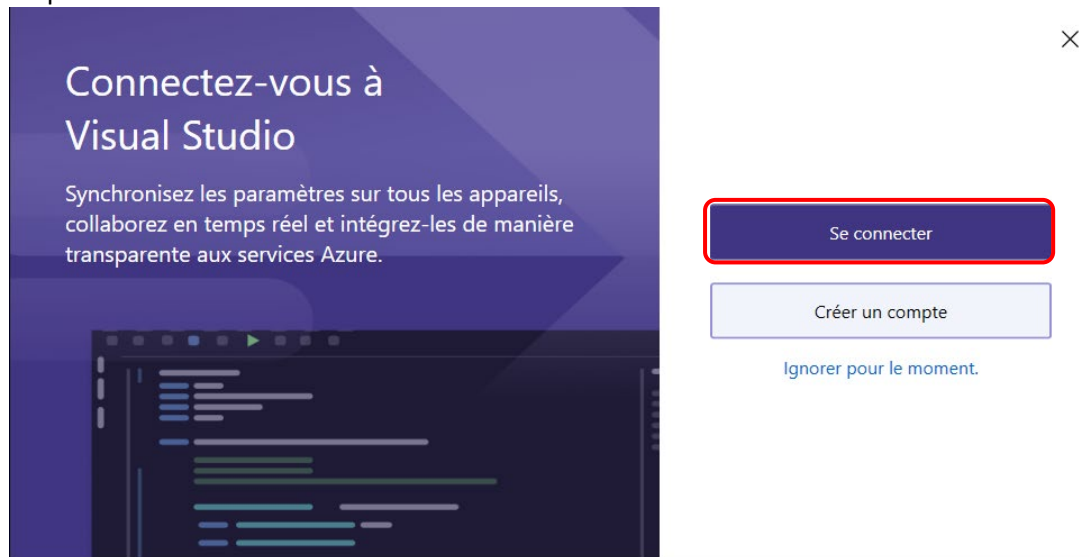 Connectez-vous à
Visual Studio
Synchronisez les paramètres sur tous les appareils,
collaborez en temps réel et intégrez-les de manière
transparente aux services Azure.
Se connecter
Créer un compte
Ignorer pour le moment.